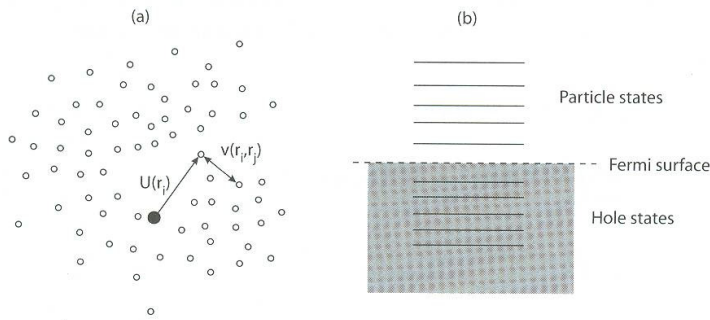 (a)
U(r_i)
v(r_i,r_j)
(b)
Particle states
Fermi surface
Hole states